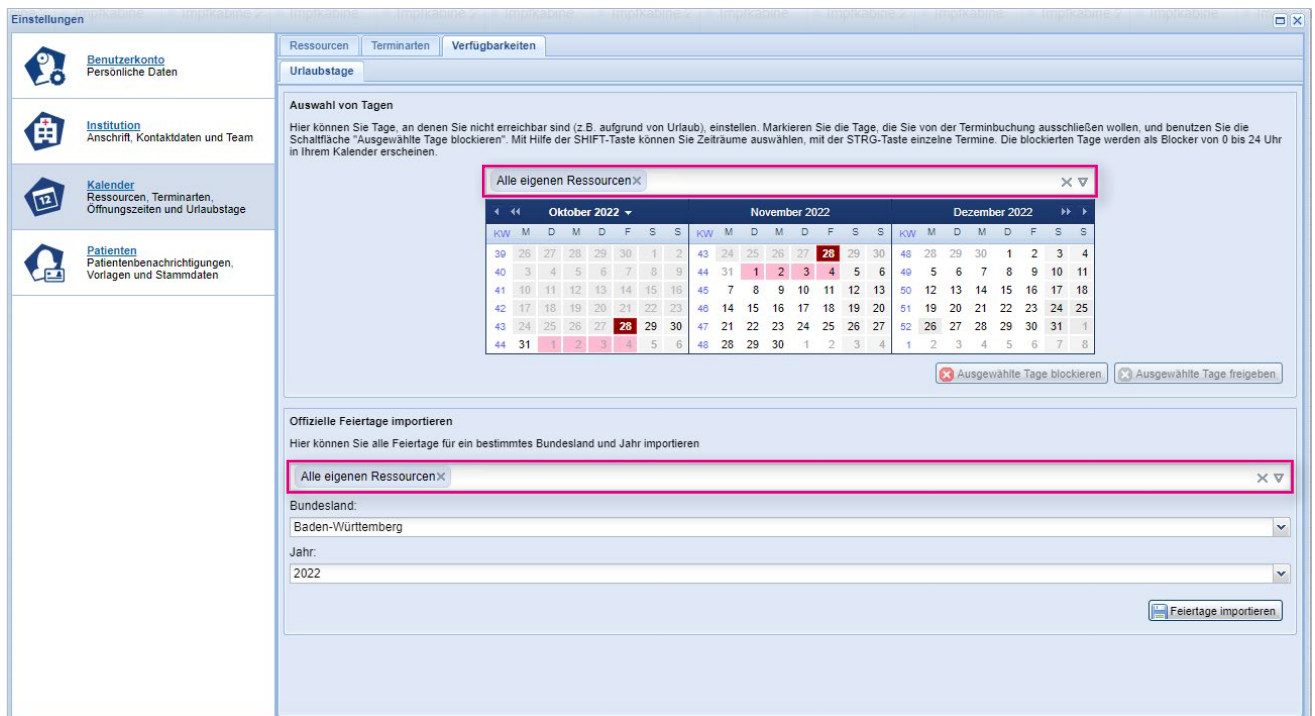 Einstellungen
Benutzerkonto
Persönliche Daten
Institution
Anschrift, Kontaktdaten und Team
Kalender
Ressourcen, Terminarten,
Öffnungszeiten und Urlaubstage
Patienten
Patientenbenachrichtigungen,
Vorlagen und Stammdaten
Ressourcen Terminarten Verfügbarkeiten
Urlaubstage
Auswahl von Tagen
Hier können Sie Tage, an denen Sie nicht erreichbar sind (z.B. aufgrund von Urlaub), einstellen. Markieren Sie die Tage, die Sie von der Terminbuchung ausschließen wollen, und benutzen Sie die
Schaltfläche "Ausgewählte Tage blockieren". Mit Hilfe der SHIFT-Taste können Sie Zeiträume auswählen, mit der STRG-Taste einzelne Termine. Die blockierten Tage werden als Blocker von 0 bis 24 Uhr
in Ihrem Kalender erscheinen.
Alle eigenen Ressourcen
Oktober 2022 November 2022 Dezember 2022
KW M D M D F S S KW M D M D F S S KW M D M D F S S
39 26 27 28 29 30 1 2 43 24 25 26 27 28 29 30 48 28 29 30 1 2 3 4
40 3 4 5 6 7 8 9 44 31 1 2 3 4 5 6 49 5 6 7 8 9 10 11
41 10 11 12 13 14 15 16 45 7 8 9 10 11 12 13 50 12 13 14 15 16 17 18
42 17 18 19 20 21 22 23 46 14 15 16 17 18 19 20 51 19 20 21 22 23 24 25
43 24 25 26 27 28 29 30 47 21 22 23 24 25 26 27 52 26 27 28 29 30 31 1
44 31 1 2 3 4 5 6 48 28 29 30 1 2 3 4 1 2 3 4 5 6 7 8
Ausgewählte Tage blockieren Ausgewählte Tage freigeben
Offizielle Feiertage importieren
Hier können Sie alle Feiertage für ein bestimmtes Bundesland und Jahr importieren
Alle eigenen Ressourcen
Bundesland:
Baden-Württemberg
Jahr:
2022
Feiertage importieren